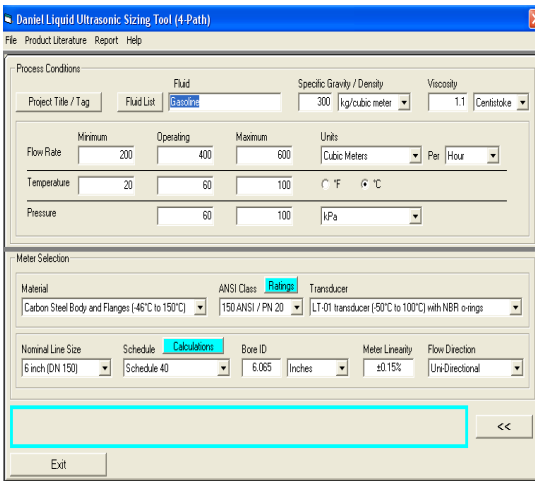 Daniel Liquid Ultrasonic Sizing Tool (4-Path)
File Product Literature Report Help
Process Conditions
Fluid Specific Gravity / Density Viscosity
Project Title / Tag Fluid List Gasoline 300 kg/cubic meter 1.1 Centistoke
Minimum Operating Maximum Units
Flow Rate 200 400 600 Cubic Meters Per Hour
Temperature 20 60 100 °F °C
Pressure 60 100 kPa
Meter Selection
Material ANSI Class Ratings Transducer
Carbon Steel Body and Flanges (-46°C to 150°C) 150 ANSI / PN 20 LT-01 transducer (-50°C to 100°C) with NBR o-rings
Nominal Line Size Schedule Calculations Bore ID Meter Linearity Flow Direction
6 inch (DN 150) Schedule 40 6.065 Inches ±0.15% Uni-Directional
<<
Exit